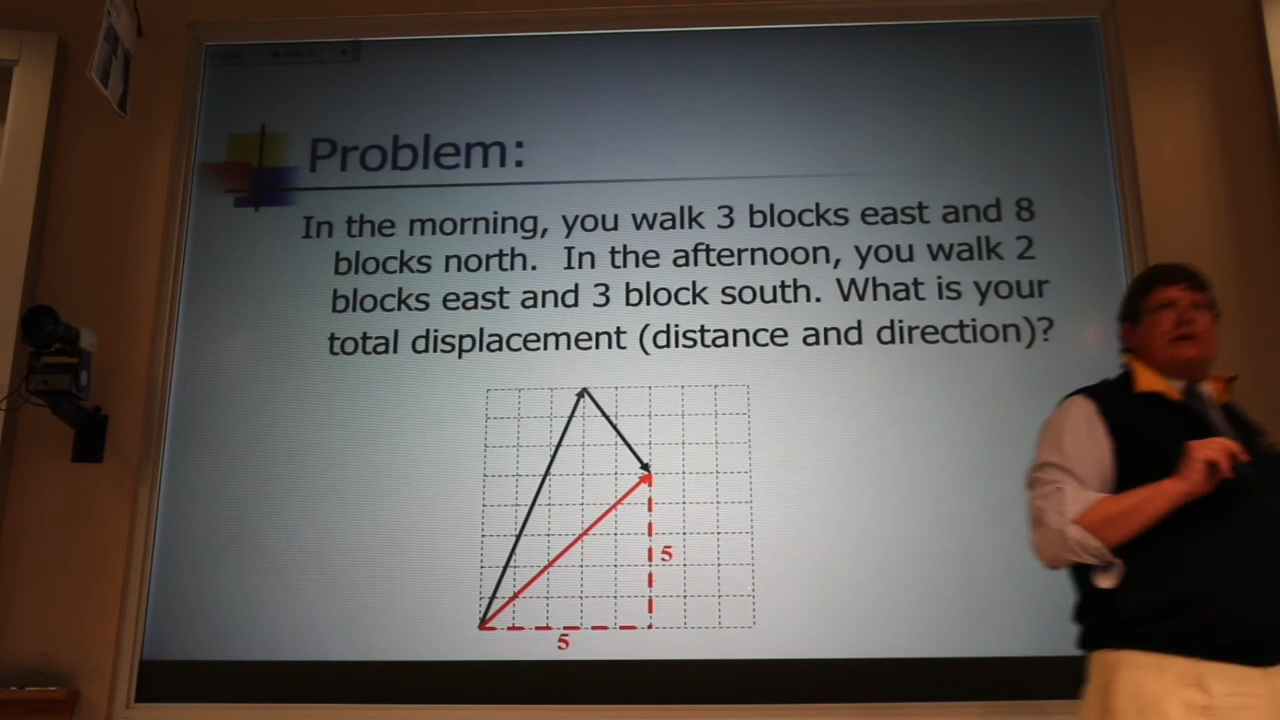 Problem:
In the morning, you walk 3 blocks east and 8
blocks north. In the afternoon, you walk 2
blocks east and 3 block south. What is your
total displacement (distance and direction)?
5
5